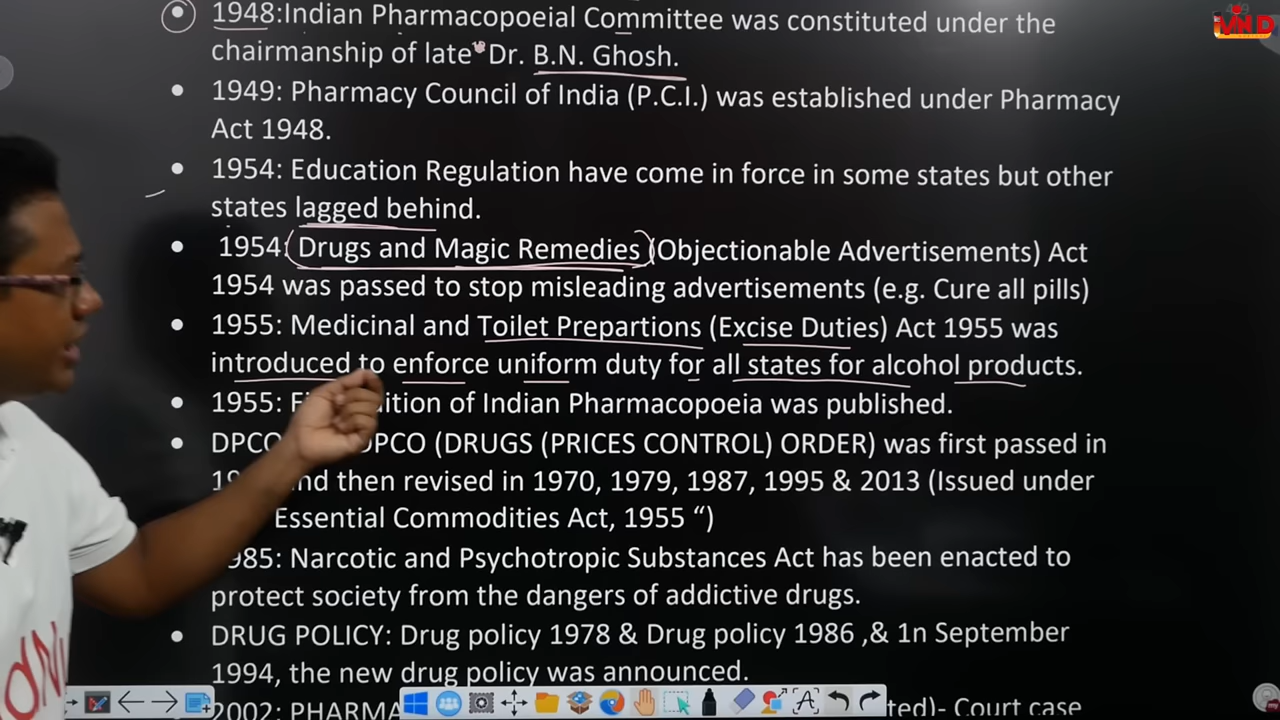 MND
1948:Indian Pharmacopoeial Committee was constituted under the
chairmanship of late Dr. B.N. Ghosh.
1949: Pharmacy Council of India (P.C.I.) was established under Pharmacy
Act 1948.
1954: Education Regulation have come in force in some states but other
states lagged behind.
1954: Drugs and Magic Remedies (Objectionable Advertisements) Act
1954 was passed to stop misleading advertisements (e.g. Cure all pills)
1955: Medicinal and Toilet Prepartions (Excise Duties) Act 1955 was
introduced to enforce uniform duty for all states for alcohol products.
1955: of Indian Pharmacopoeia was published.
DPCO (DRUGS (PRICES CONTROL) ORDER) was first passed in
then revised in 1970, 1979, 1987, 1995 & 2013 (Issued under
Essential Commodities Act, 1955 “)
985: Narcotic and Psychotropic Substances Act has been enacted to
protect society from the dangers of addictive drugs.
DRUG POLICY: Drug policy 1978 & Drug policy 1986 ,& 1n September
1994, the new drug policy was announced.
2002: PHARMA ted)- Court case